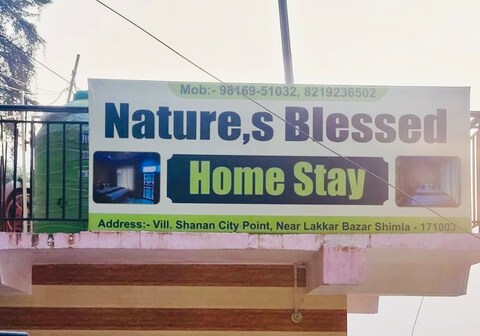 Mob:- 98169-51032, 8219236502
Nature,s Blessed
Home Stay
Address:- Vill. Shanan City Point, Near Lakkar Bazar Shimla - 171003